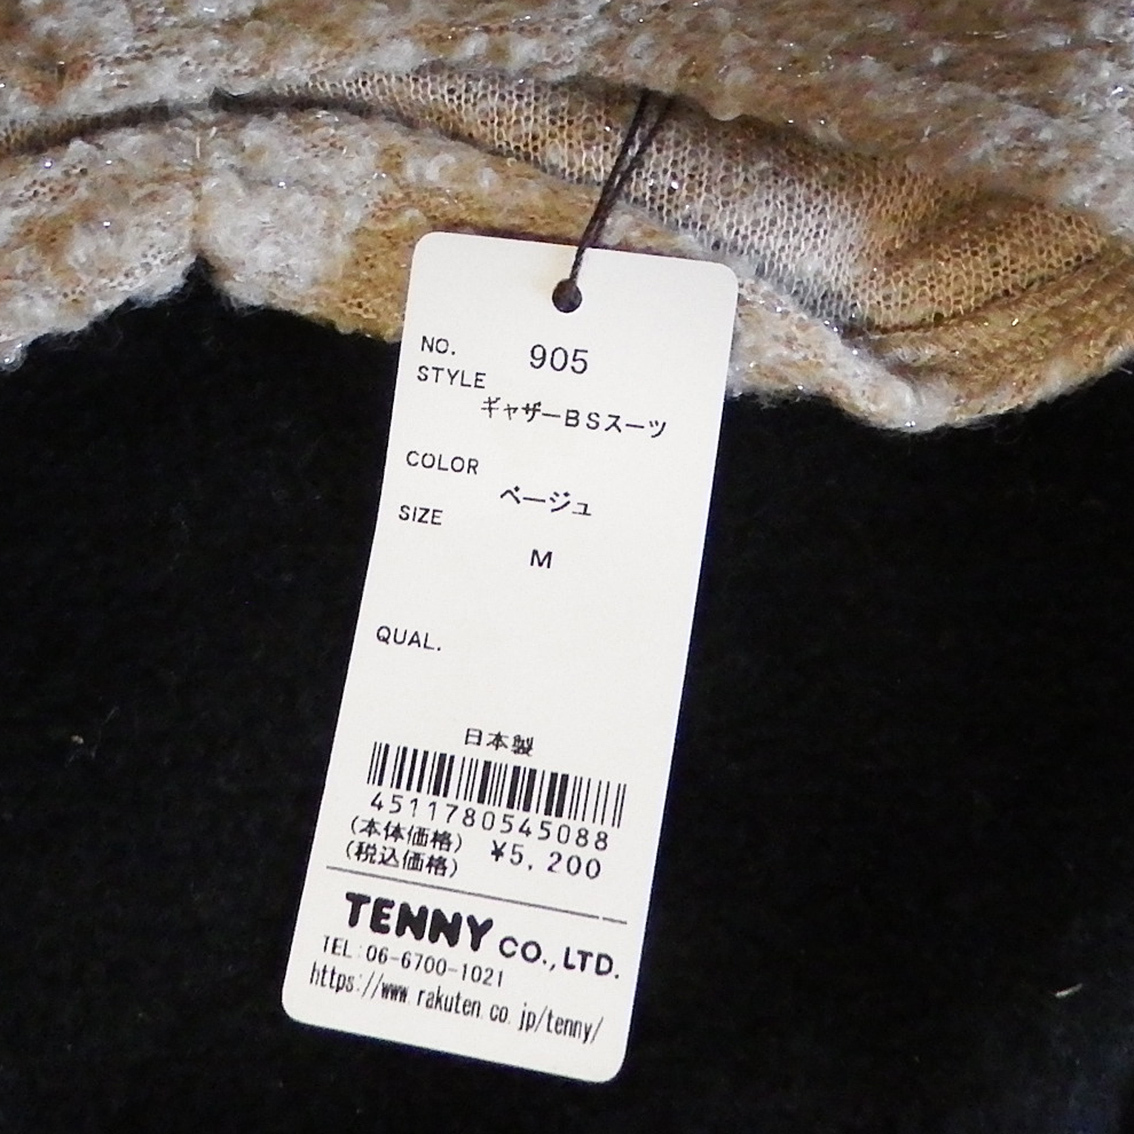 NO. 905
STYLE
ギャザーBSスーツ
COLOR
ベージュ
SIZE
M
QUAL.
日本製
4511780545088
(本体価格) ¥5,200
(税込価格)
TENNY CO., LTD.
TEL:06-6700-1021
https://www.rakuten.co.jp/tenny/